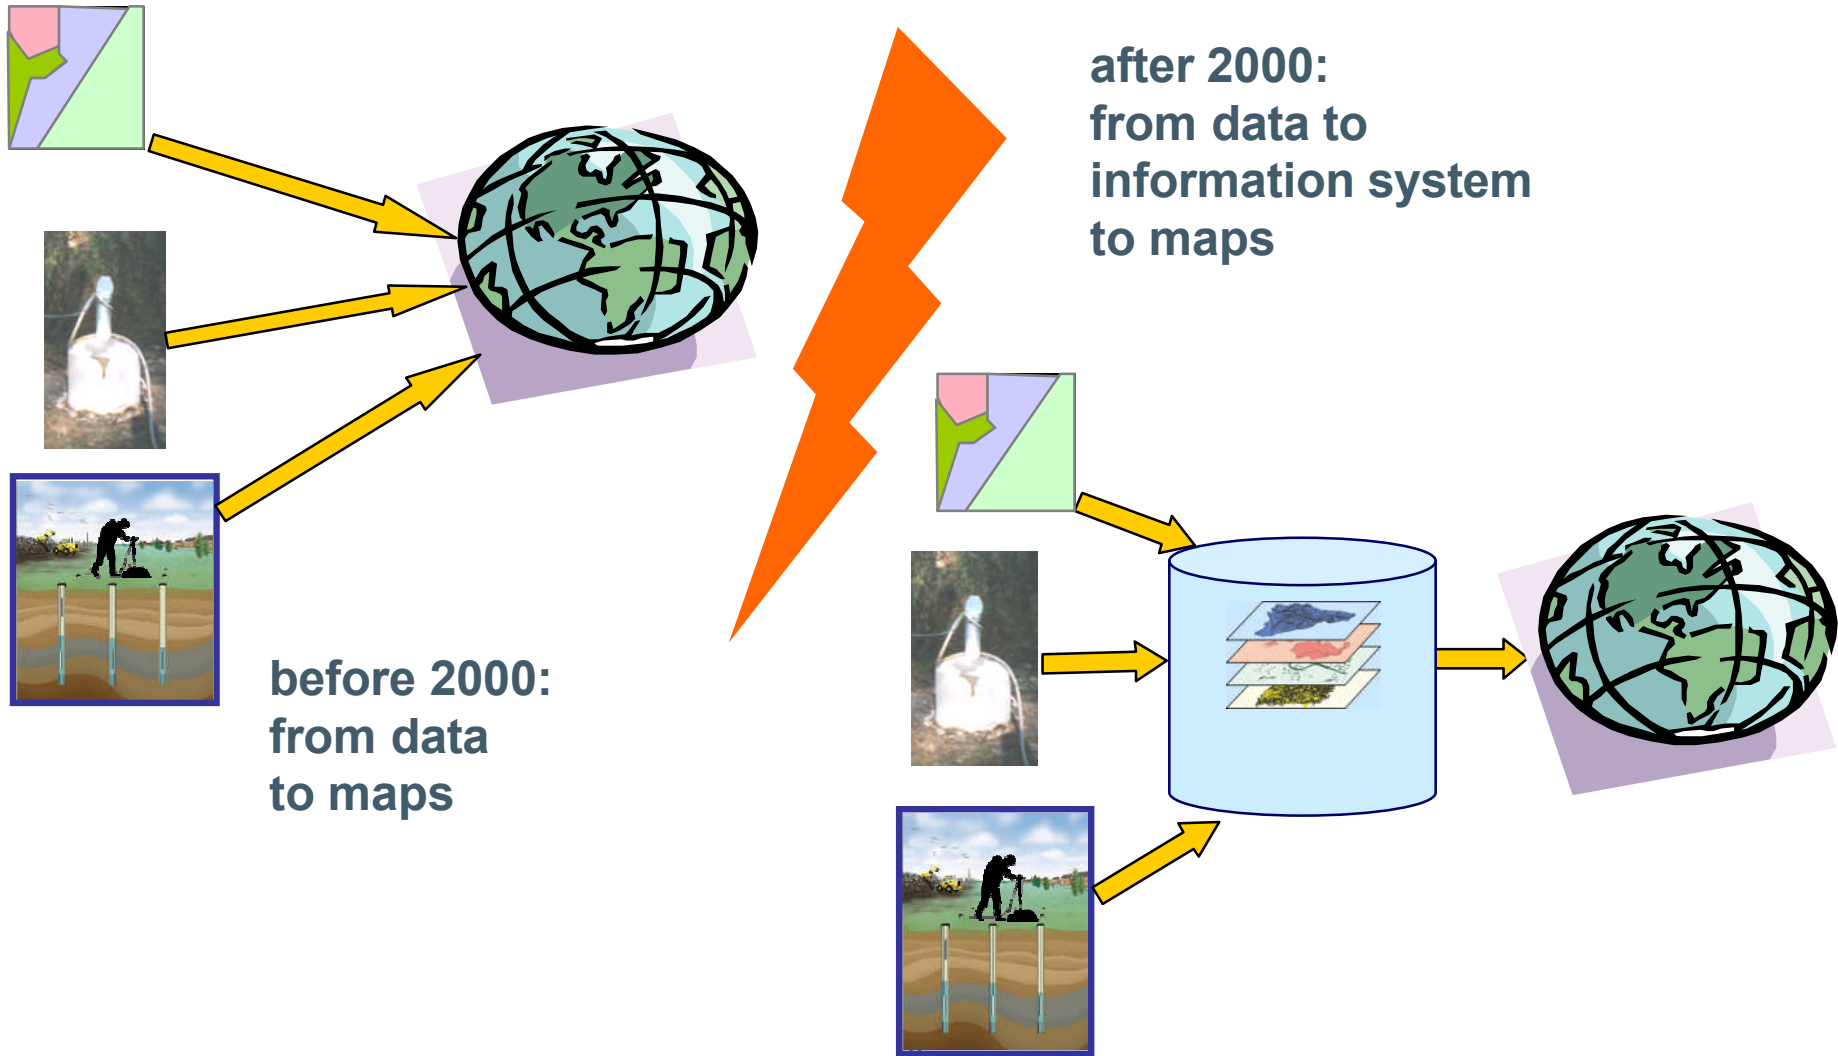 after 2000:
from data to
information system
to maps
before 2000:
from data
to maps